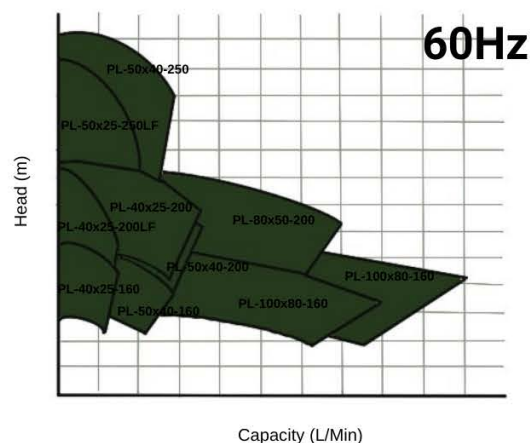 60Hz
PL-50x40-250
PL-50x25-250LF
PL-40x25-200
PL-80x50-200
PL-40x25-200LF
PL-50x40-200
PL-100x80-160
PL-40x25-160
PL-100x80-160
PL-50x40-160
Head (m)
Capacity (L/Min)